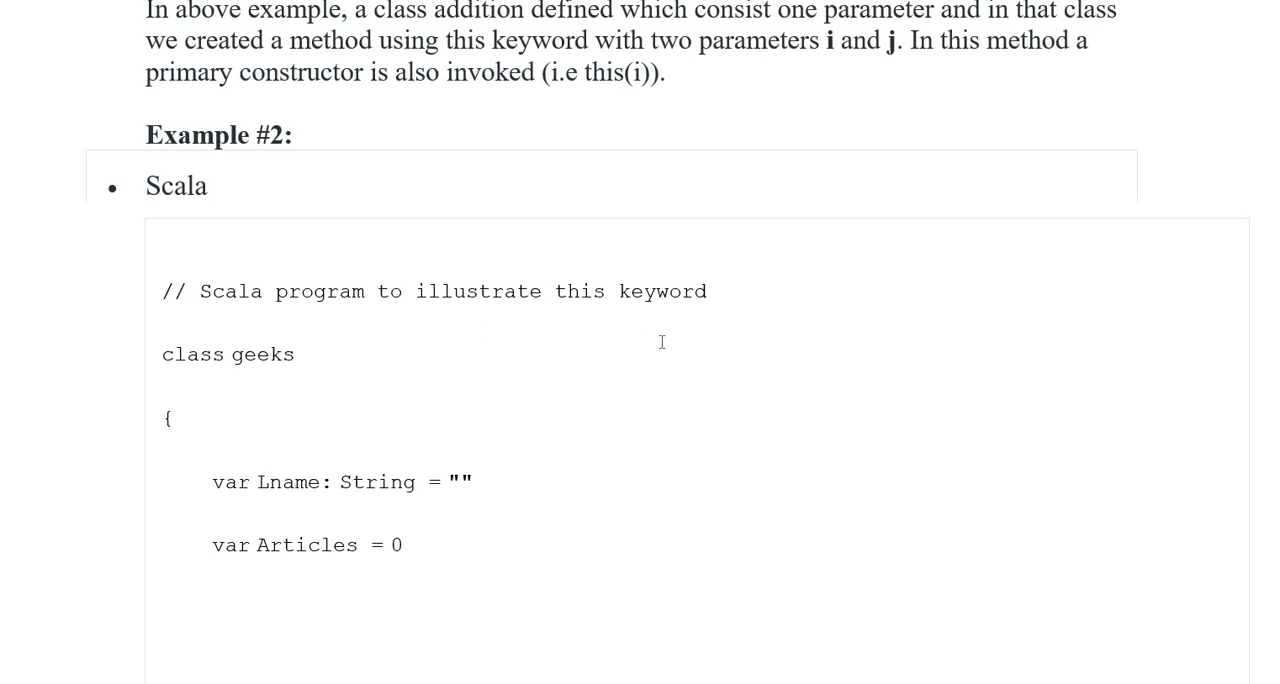 In above example, a class addition defined which consist one parameter and in that class
we created a method using this keyword with two parameters i and j. In this method a
primary constructor is also invoked (i.e this(i)).
Example #2:
• Scala
// Scala program to illustrate this keyword
class geeks
{
var Lname: String = ""
var Articles = 0